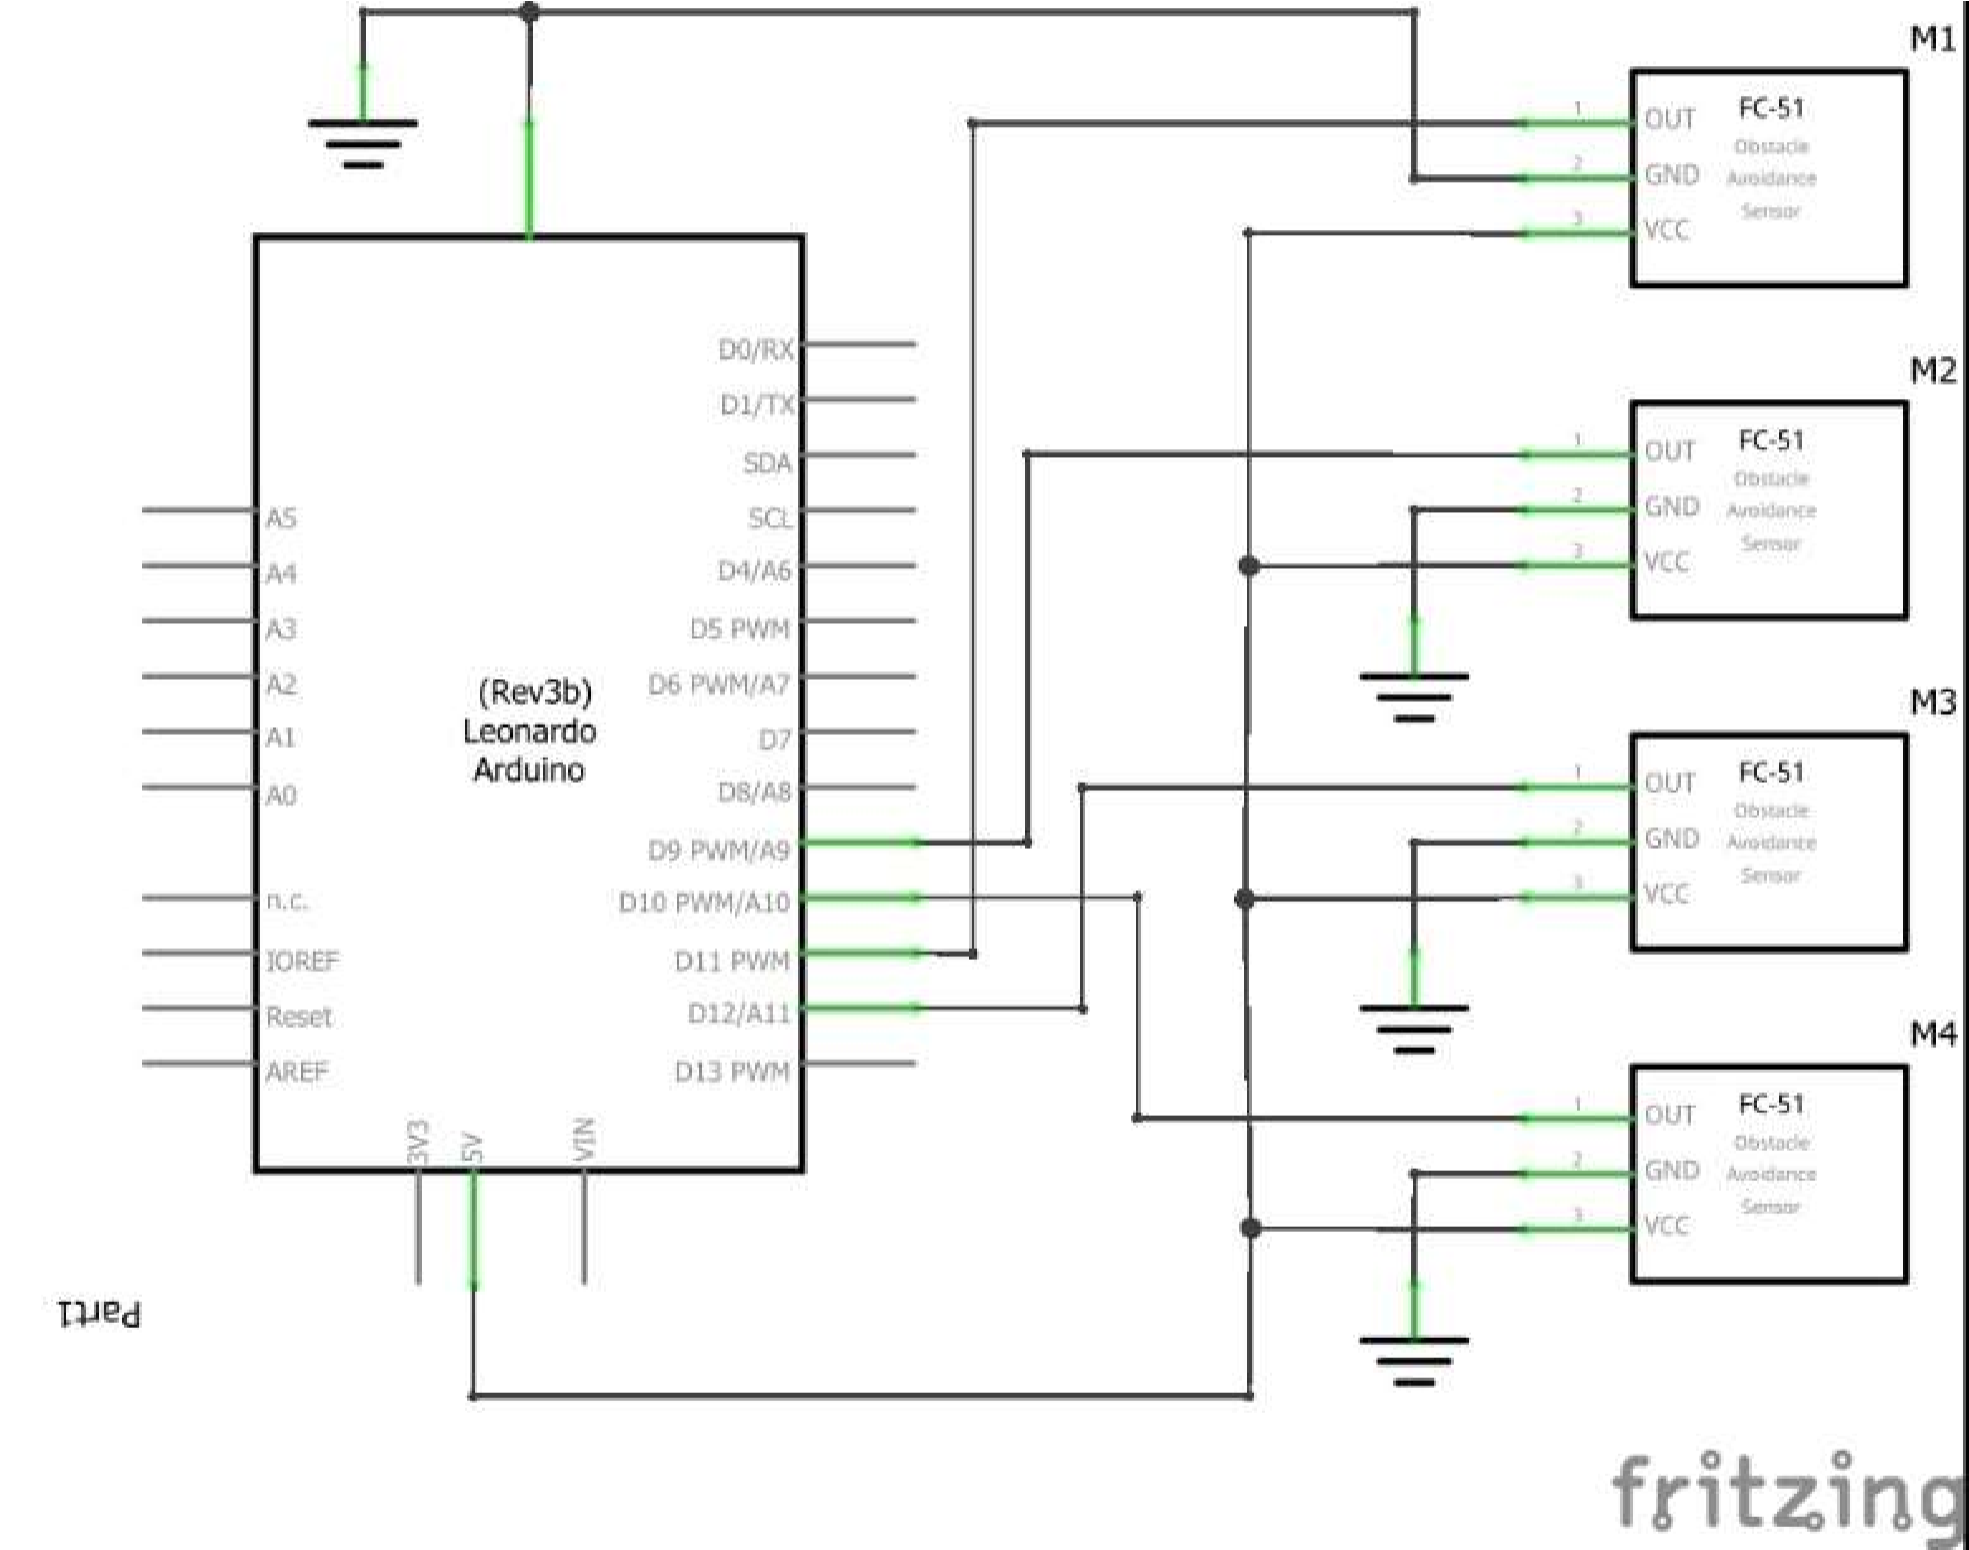 M1
1 OUT FC-51
Obstacle
2 GND Avoidance
Sensor
3 VCC
M2
1 OUT FC-51
Obstacle
2 GND Avoidance
Sensor
3 VCC
M3
1 OUT FC-51
Obstacle
2 GND Avoidance
Sensor
3 VCC
M4
1 OUT FC-51
Obstacle
2 GND Avoidance
Sensor
3 VCC
D0/RX
D1/TX
SDA
SCL
D4/A6
D5 PWM
D6 PWM/A7
D7
D8/A8
D9 PWM/A9
D10 PWM/A10
D11 PWM
D12/A11
D13 PWM
A5
A4
A3
A2
A1
A0
n.c.
IOREF
Reset
AREF
(Rev3b)
Leonardo
Arduino
3V3
5V
VIN
Part1
fritzing